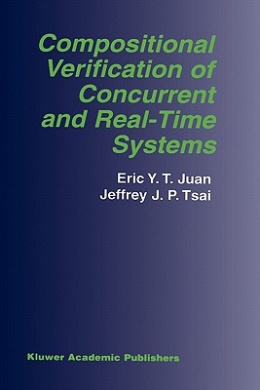 Compositional
Verification of
Concurrent
and Real-Time
Systems
Eric Y. T. Juan
Jeffrey J. P. Tsai
Kluwer Academic Publishers